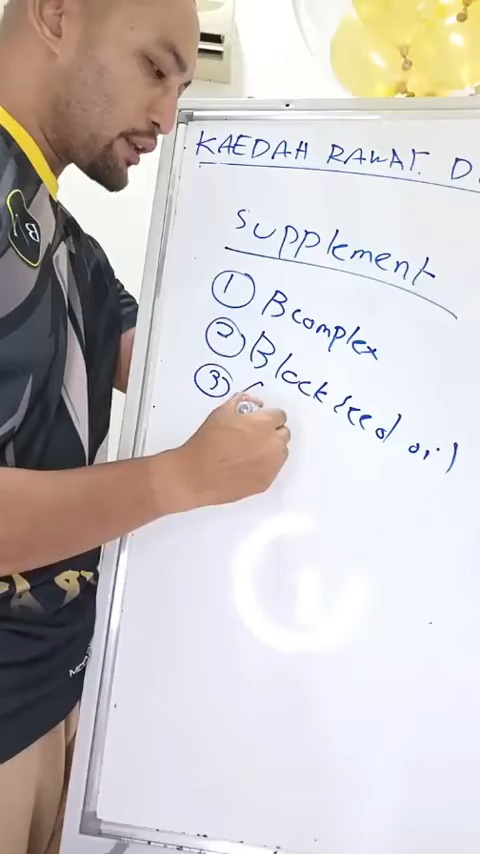 KAEDAH RAWAT D
Supplement
① Bcomplex
② Black seed oil
③ (